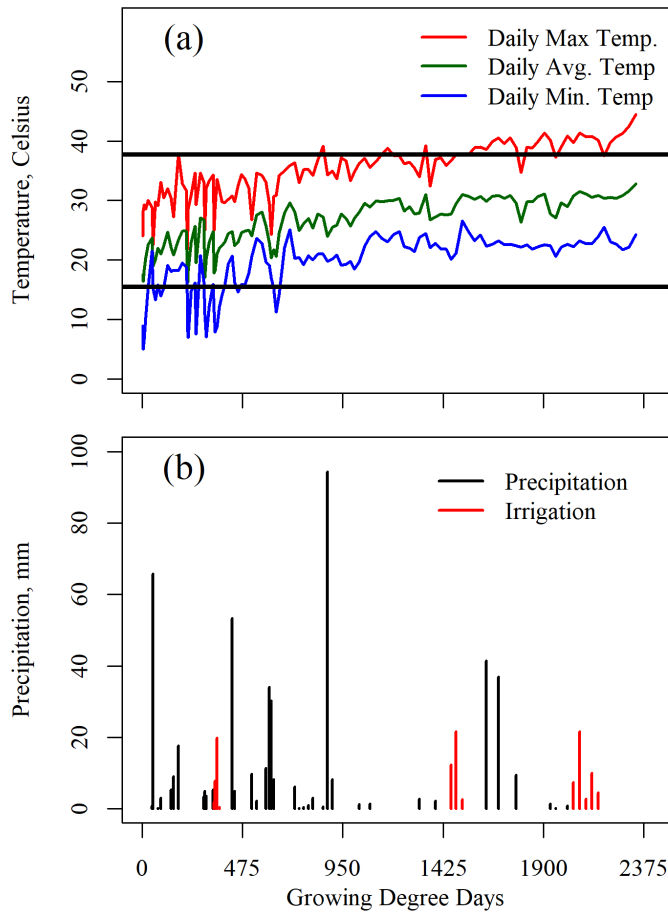 (a)
Daily Max Temp.
Daily Avg. Temp
Daily Min. Temp
Temperature, Celsius
50
40
30
20
10
0
(b)
Precipitation
Irrigation
Precipitation, mm
100
80
60
40
20
0
0 475 950 1425 1900 2375
Growing Degree Days